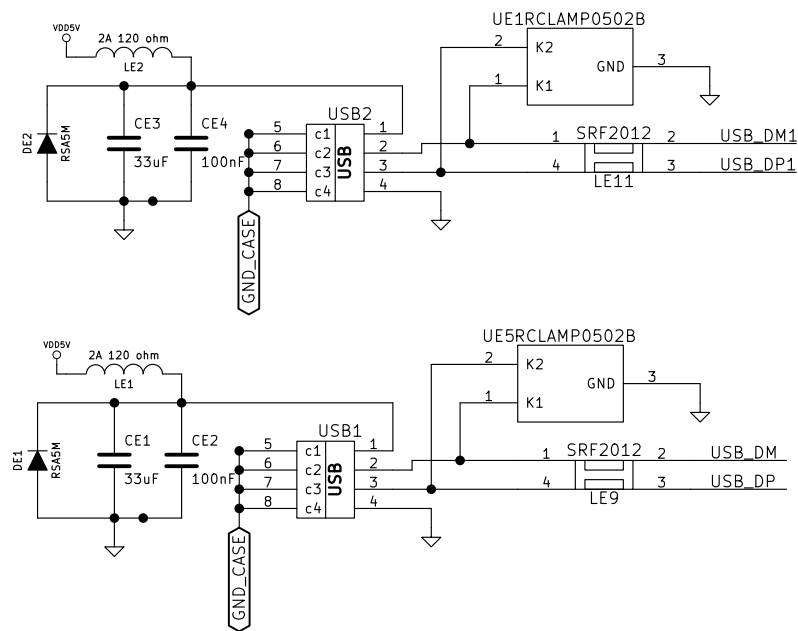 UE1RCLAMP0502B
VDD5V
2A 120 ohm
LE2
2 K2
GND 3
1 K1
USB2
DE2
RSA5M
CE3
33uF
CE4
100nF
5 c1 1
6 c2 2
7 c3 3
8 c4 4
USB
1 SRF2012 2 USB_DM1
4 3 USB_DP1
LE11
GND_CASE
UE5RCLAMP0502B
VDD5V
2A 120 ohm
LE1
2 K2
GND 3
1 K1
USB1
DE1
RSA5M
CE1
33uF
CE2
100nF
5 c1 1
6 c2 2
7 c3 3
8 c4 4
USB
1 SRF2012 2 USB_DM
4 3 USB_DP
LE9
GND_CASE